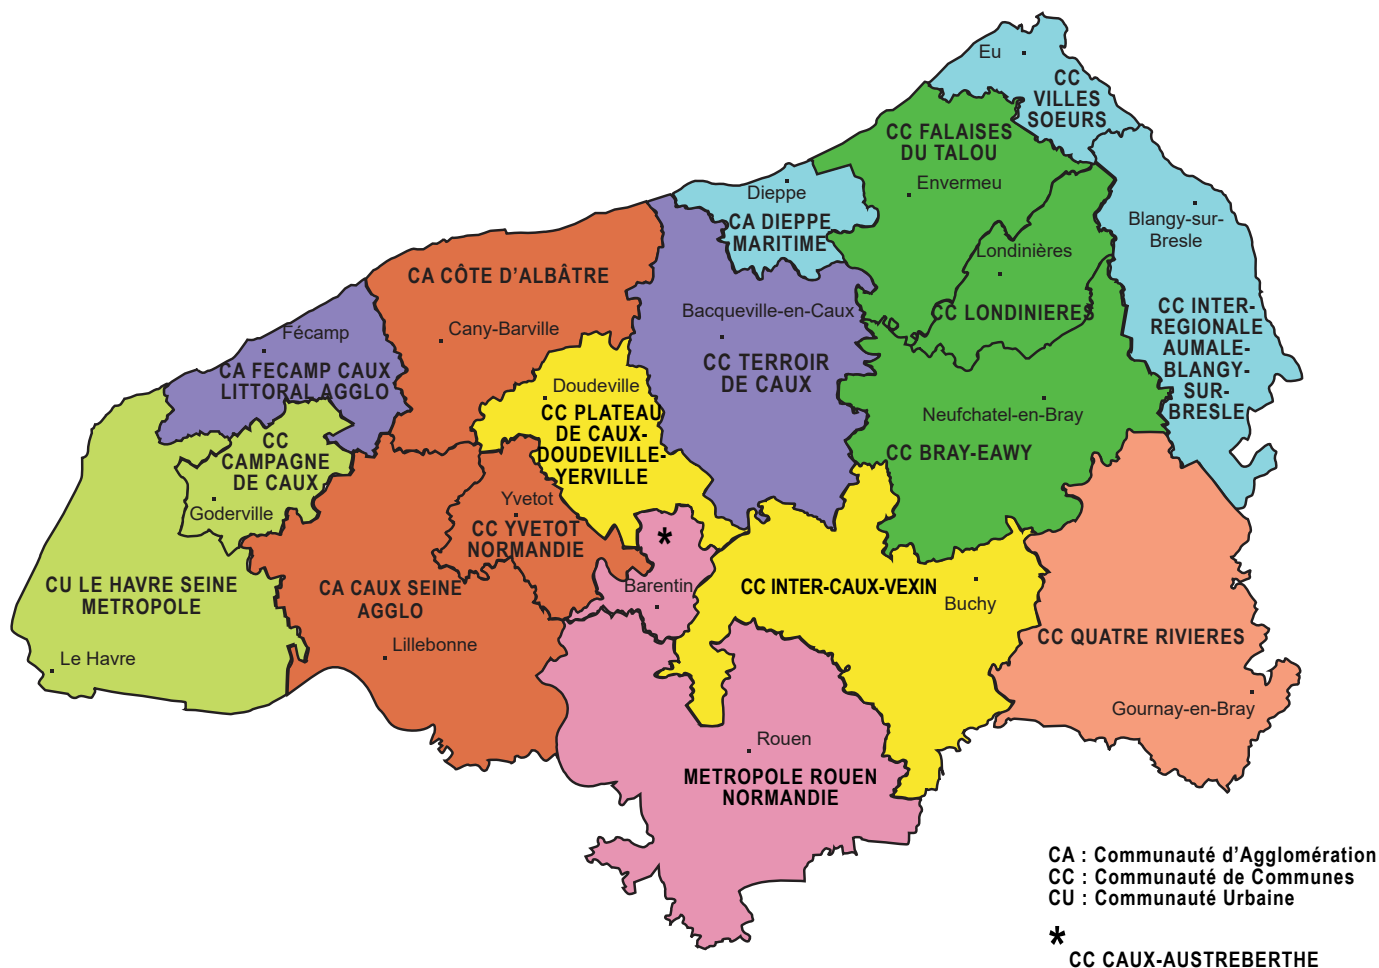 Eu
CC
VILLES
SOEURS
CC FALAISES
DU TALOU
Envermeu
Dieppe
CA DIEPPE
MARITIME
Blangy-sur-
Bresle
Londinières
CC LONDINIERES
CA CÔTE D'ALBÂTRE
Cany-Barville
Bacqueville-en-Caux
CC TERROIR
DE CAUX
CC INTER-
REGIONALE
AUMALE-
BLANGY-
SUR-
BRESLE
Fécamp
CA FECAMP CAUX
LITTORAL AGGLO
Doudeville
CC PLATEAU
DE CAUX-
DOUDEVILLE-
YERVILLE
Neufchatel-en-Bray
CC BRAY-EAWY
CC
CAMPAGNE
DE CAUX
Goderville
Yvetot
CC YVETOT
NORMANDIE
*
Barentin
CU LE HAVRE SEINE
METROPOLE
Le Havre
CA CAUX SEINE
AGGLO
Lillebonne
CC INTER-CAUX-VEXIN
Buchy
CC QUATRE RIVIERES
Gournay-en-Bray
Rouen
METROPOLE ROUEN
NORMANDIE
CA : Communauté d'Agglomération
CC : Communauté de Communes
CU : Communauté Urbaine
* CC CAUX-AUSTREBERTHE